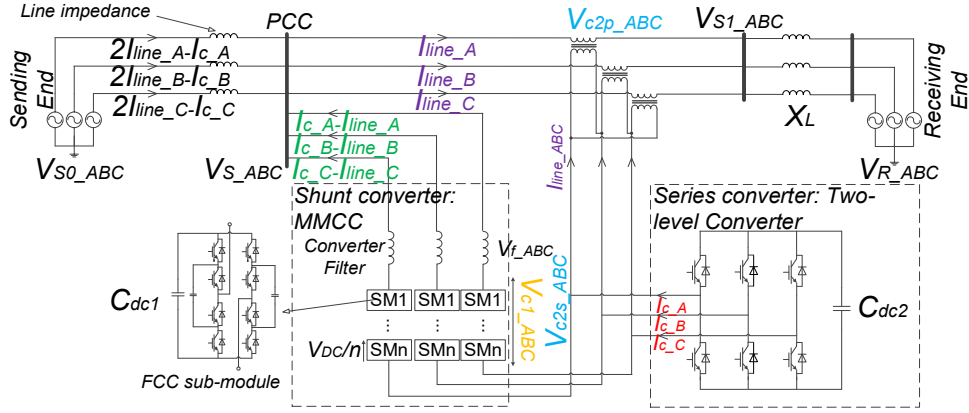 Line impedance
PCC
V_c2p_ABC
V_S1_ABC
Sending End
2I_line_A-I_c_A
2I_line_B-I_c_B
2I_line_C-I_c_C
I_line_A
I_line_B
I_line_C
X_L
Receiving End
V_S0_ABC
V_S_ABC
I_c_A-I_line_A
I_c_B-I_line_B
I_c_C-I_line_C
I_line_ABC
V_R_ABC
Shunt converter:
MMCC
Converter
Filter
V_f_ABC
Series converter: Two-
level Converter
C_dc1
SM1 SM1 SM1
V_c1_ABC
V_c2s_ABC
I_c_A
I_c_B
I_c_C
C_dc2
... ... ...
V_DC/n
SMn SMn SMn
FCC sub-module